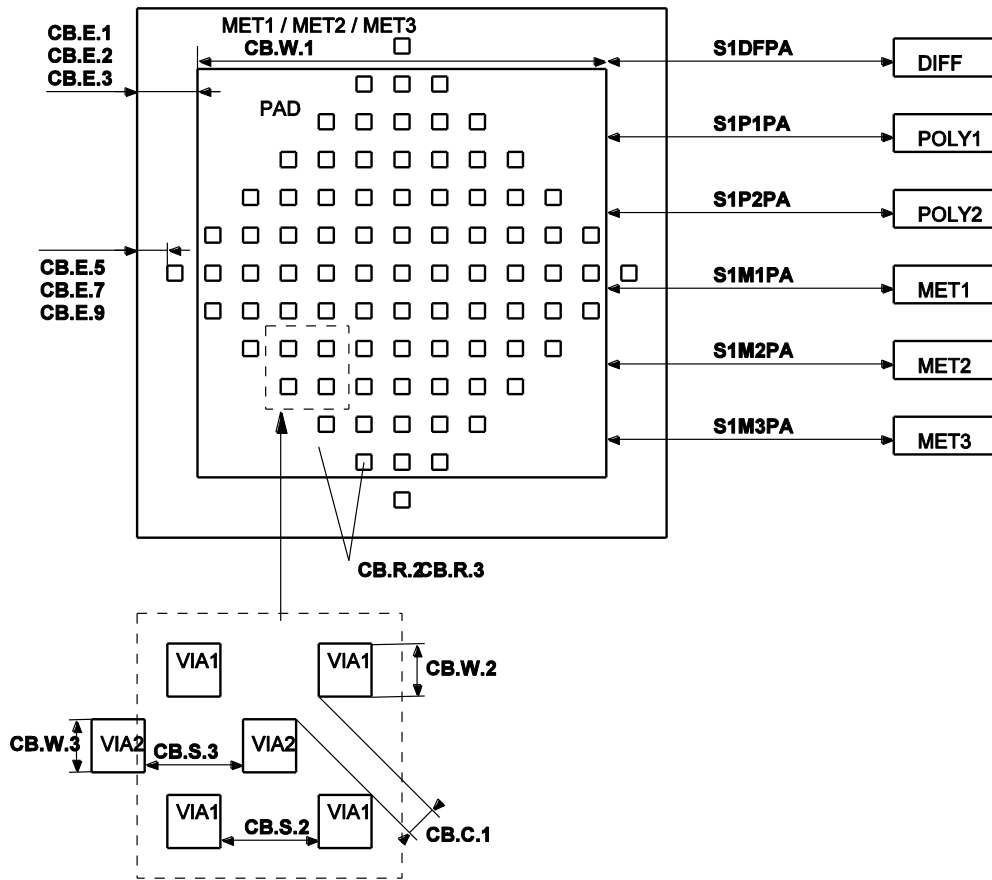 CB.E.1
CB.E.2
CB.E.3
MET1 / MET2 / MET3
CB.W.1
PAD
S1DFPA
DIFF
S1P1PA
POLY1
S1P2PA
POLY2
CB.E.5
CB.E.7
CB.E.9
S1M1PA
MET1
S1M2PA
MET2
S1M3PA
MET3
CB.R.2
CB.R.3
VIA1
VIA1
CB.W.2
CB.W.3
VIA2
CB.S.3
VIA2
VIA1
CB.S.2
VIA1
CB.C.1